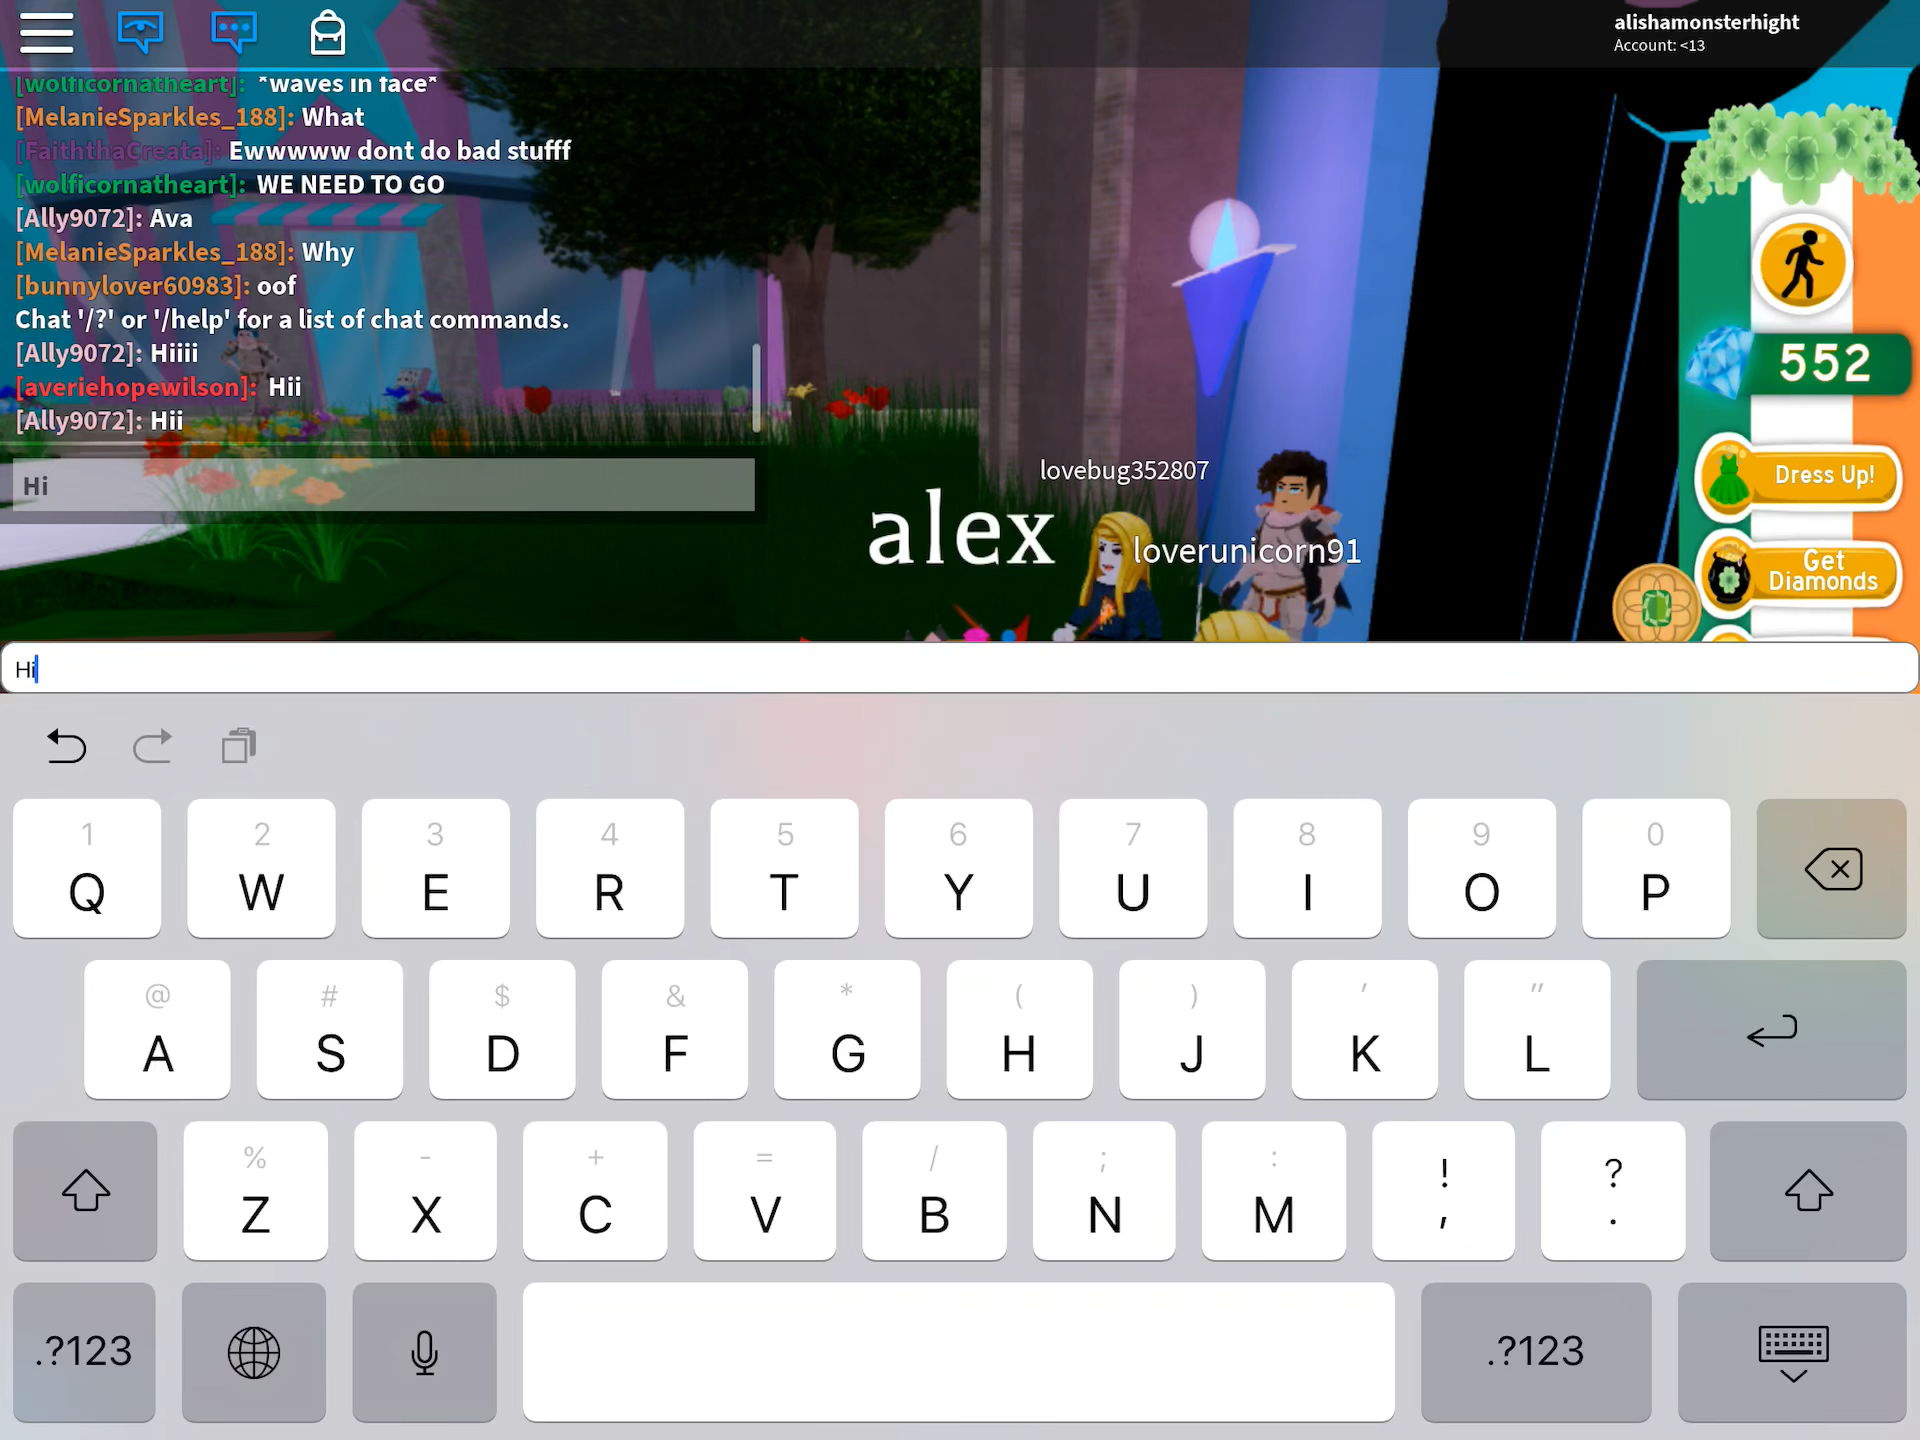 alishamonsterhight
Account: <13
[wolficornatheart]: *waves in face*
[MelanieSparkles_188]: What
[FaiththaCreata]: Ewwwww dont do bad stufff
[wolficornatheart]: WE NEED TO GO
[Ally9072]: Ava
[MelanieSparkles_188]: Why
[bunnylover60983]: oof
Chat '/?' or '/help' for a list of chat commands.
[Ally9072]: Hiiii
[averiehopewilson]: Hii
[Ally9072]: Hii
Hi
552
Dress Up!
Get
Diamonds
lovebug352807
alex
loverunicorn91
Hi
1 2 3 4 5 6 7 8 9 0
Q W E R T Y U I O P
@ # $ & * ( ) ' "
A S D F G H J K L
% - + = / ; : ! ?
Z X C V B N M , .
.?123 .?123